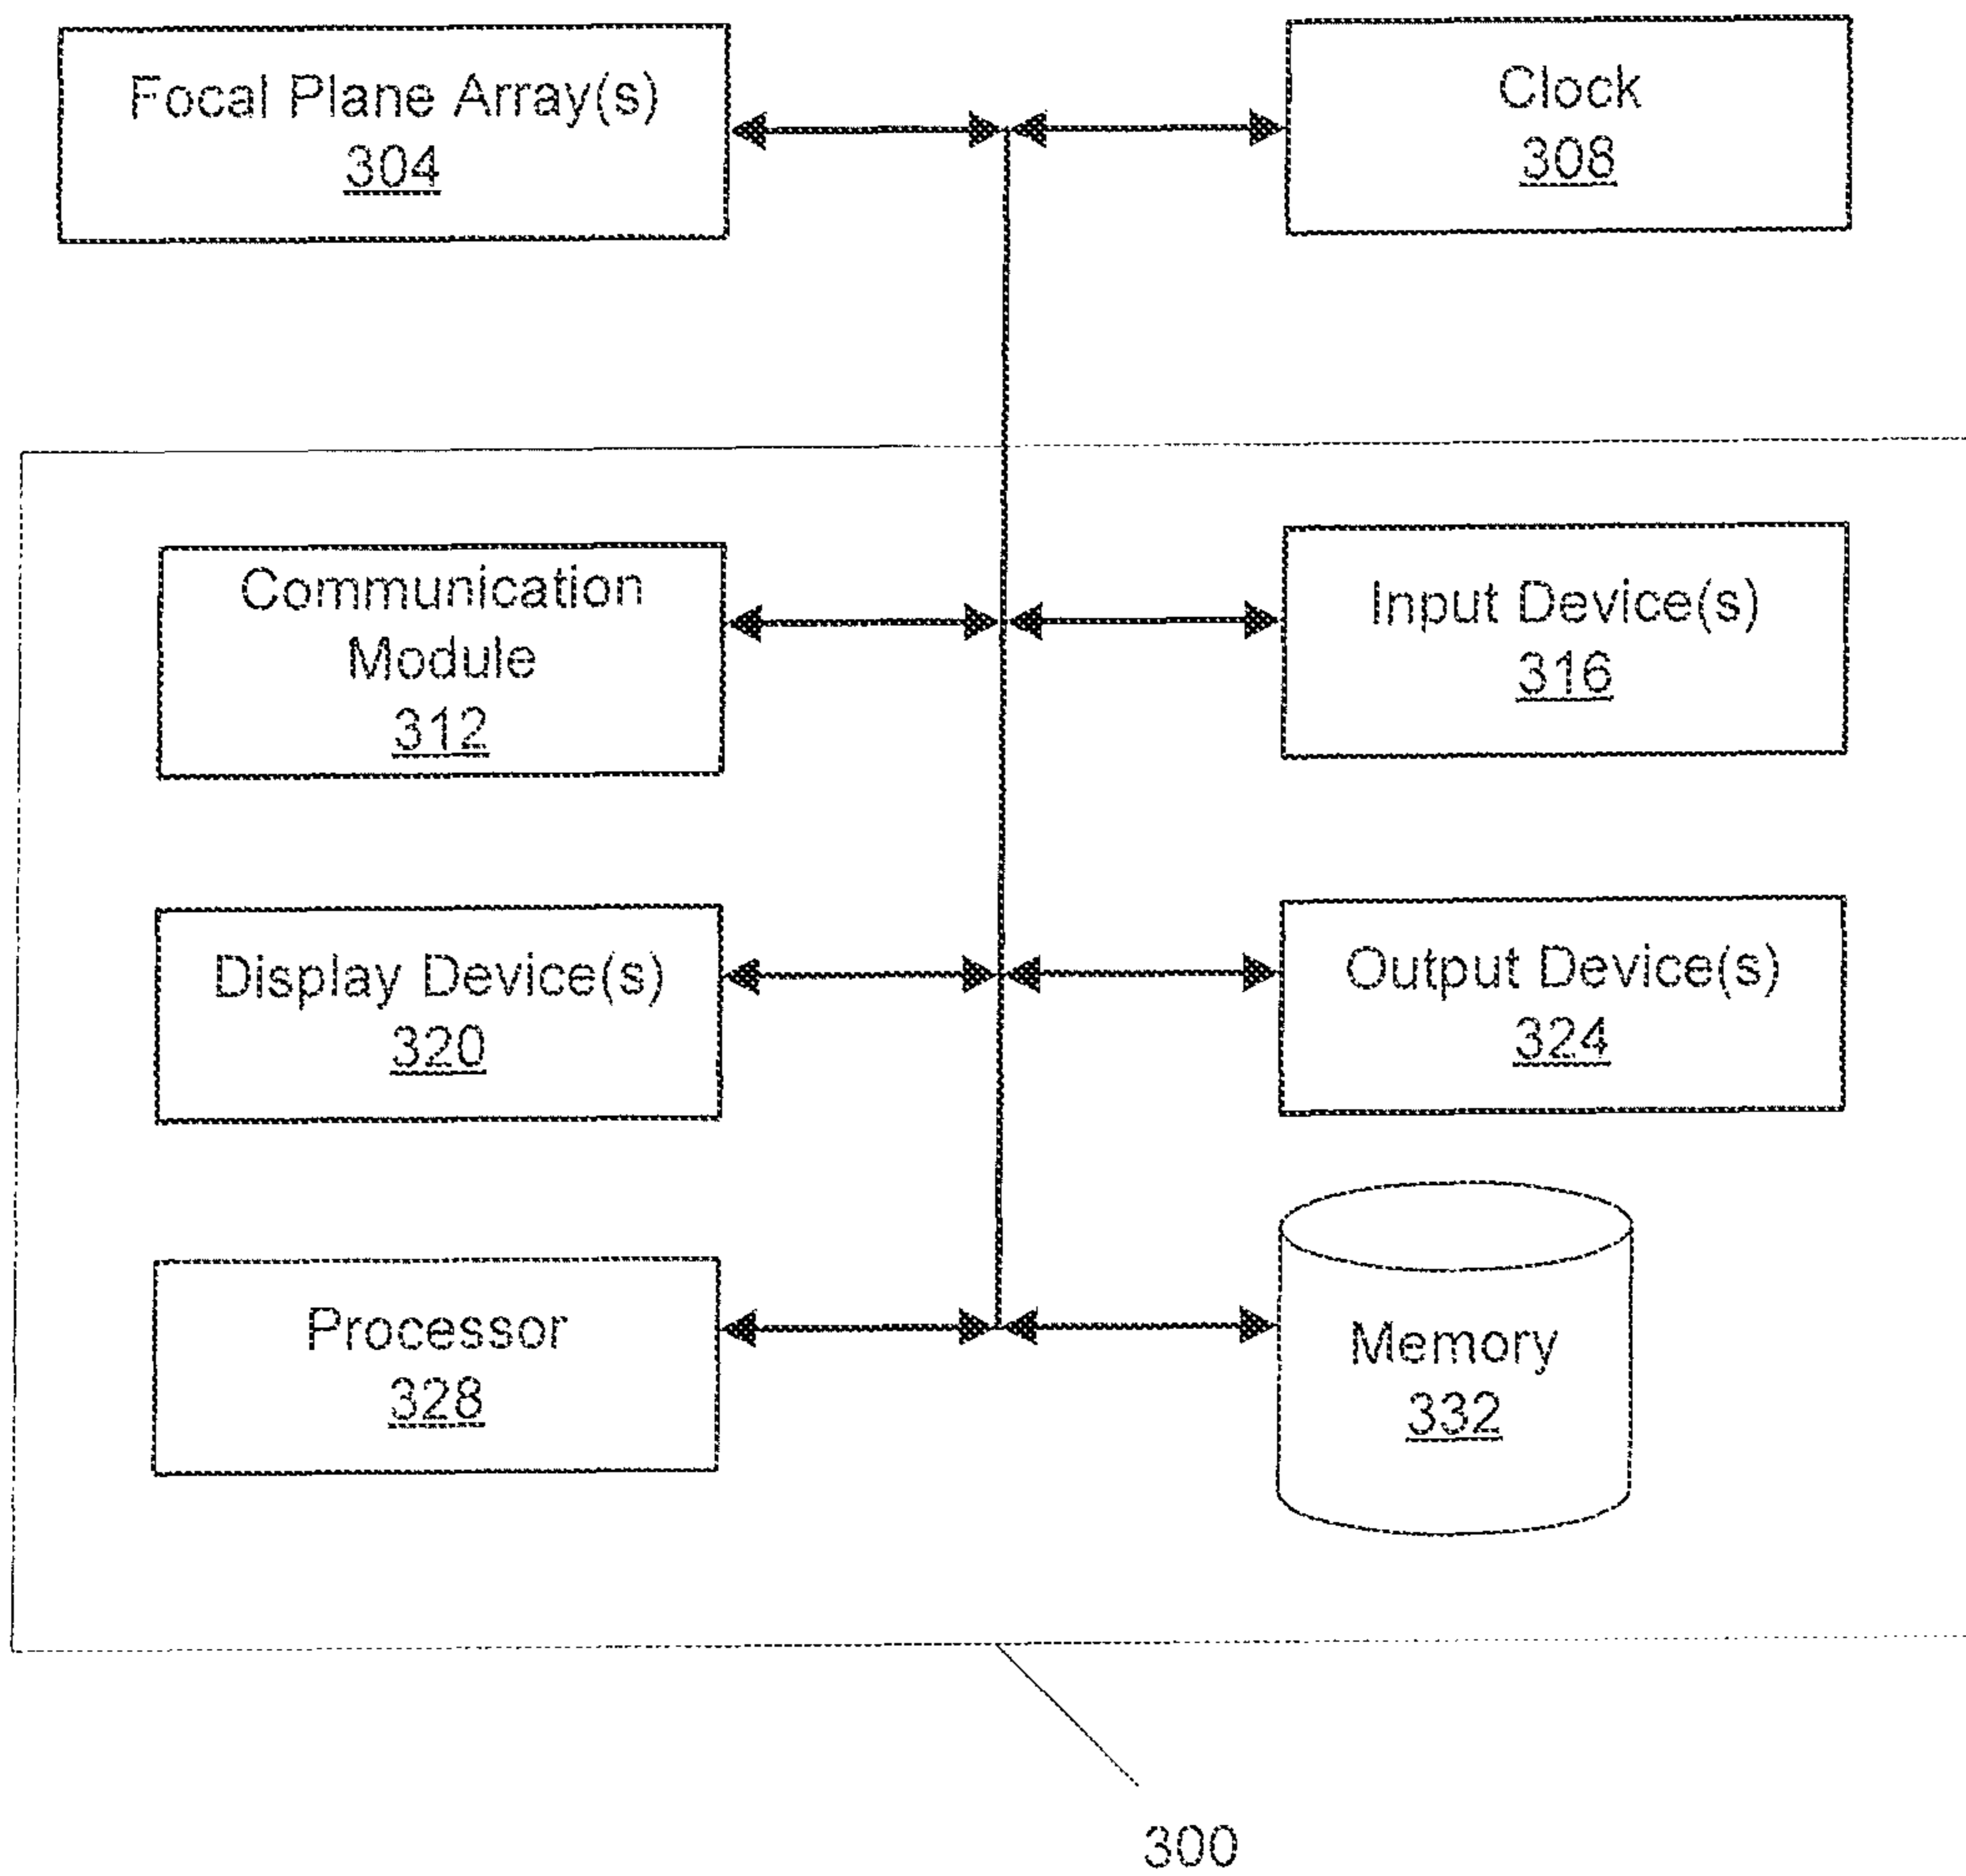 Focal Plane Array(s)
304
Clock
308
Communication
Module
312
Input Device(s)
316
Display Device(s)
320
Output Device(s)
324
Processor
328
Memory
332
300